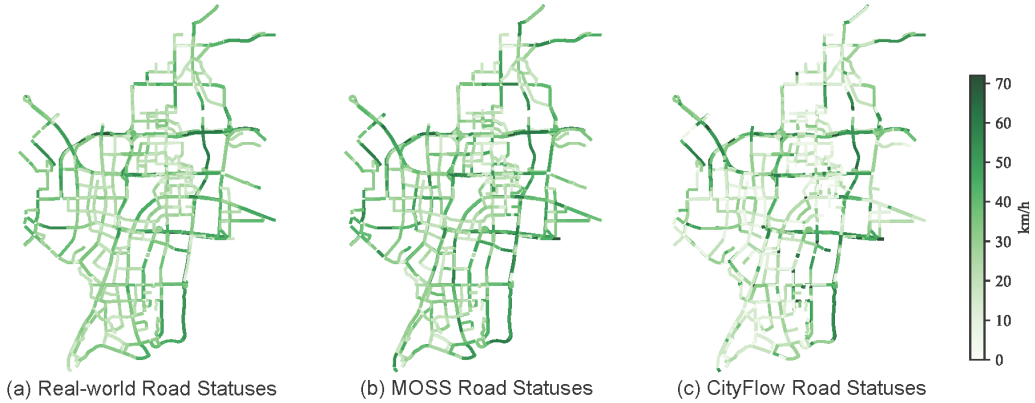 70
60
50
40
30
20
10
0
km/h
(a) Real-world Road Statuses
(b) MOSS Road Statuses
(c) CityFlow Road Statuses